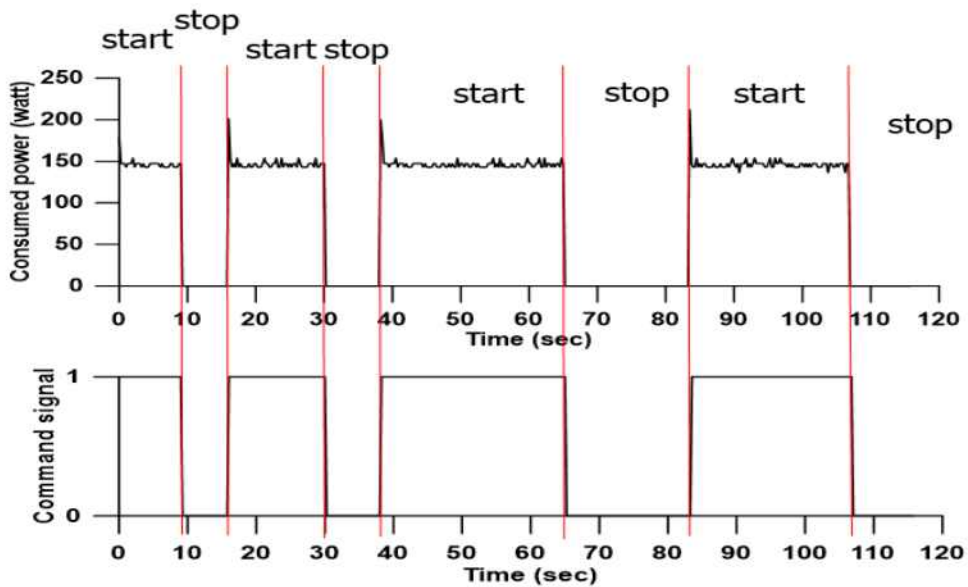 start
stop
start stop
start
stop
start
stop
Consumed power (watt)
250
200
150
100
50
0
0 10 20 30 40 50 60 70 80 90 100 110 120
Time (sec)
Command signal
1
0
0 10 20 30 40 50 60 70 80 90 100 110 120
Time (sec)